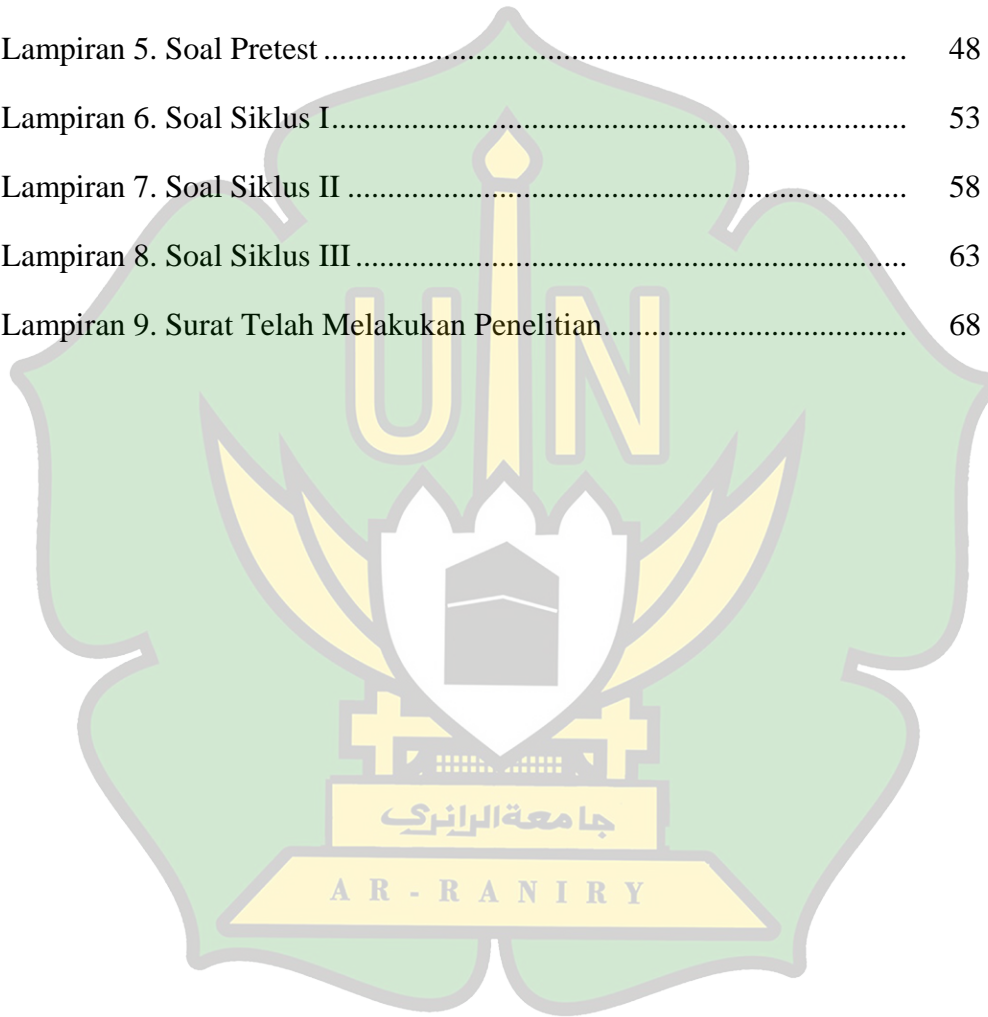 Lampiran 5. Soal Pretest ........................................................................ 48
Lampiran 6. Soal Siklus I....................................................................... 53
Lampiran 7. Soal Siklus II ..................................................................... 58
Lampiran 8. Soal Siklus III .................................................................... 63
Lampiran 9. Surat Telah Melakukan Penelitian...................................... 68
UIN
جامعة الرانري
AR-RANIRY